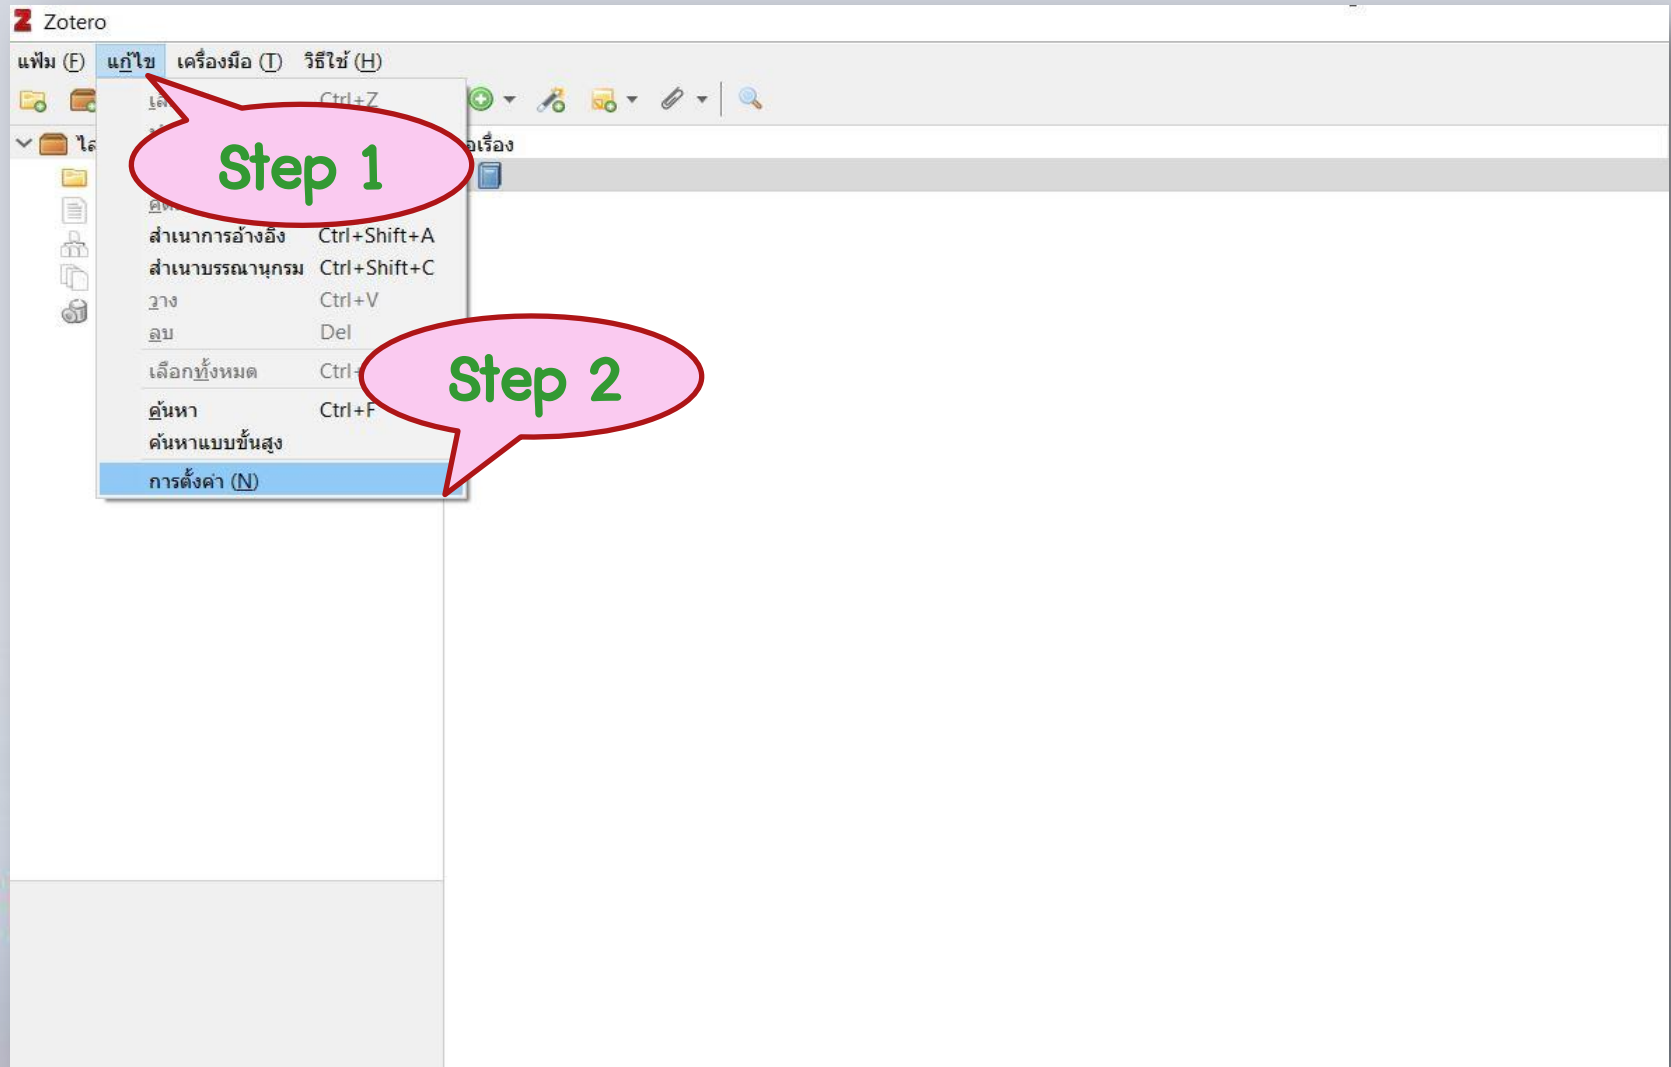 Zotero
แฟ้ม (F) แก้ไข เครื่องมือ (T) วิธีใช้ (H)
Ctrl+Z
Step 1
สำเนาการอ้างอิง Ctrl+Shift+A
สำเนาบรรณานุกรม Ctrl+Shift+C
วาง Ctrl+V
ลบ Del
เลือกทั้งหมด Ctrl+
Step 2
ค้นหา Ctrl+F
ค้นหาแบบขั้นสูง
การตั้งค่า (N)